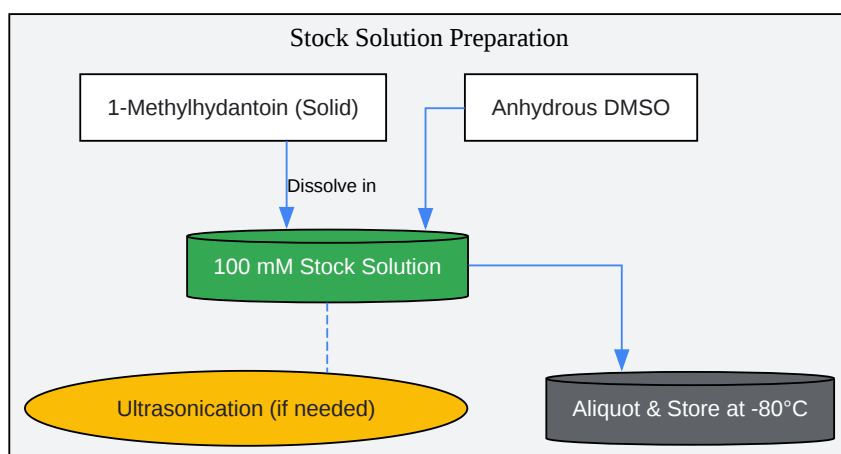 Stock Solution Preparation
1-Methylhydantoin (Solid)
Anhydrous DMSO
Dissolve in
100 mM Stock Solution
Ultrasonication (if needed)
Aliquot & Store at -80°C